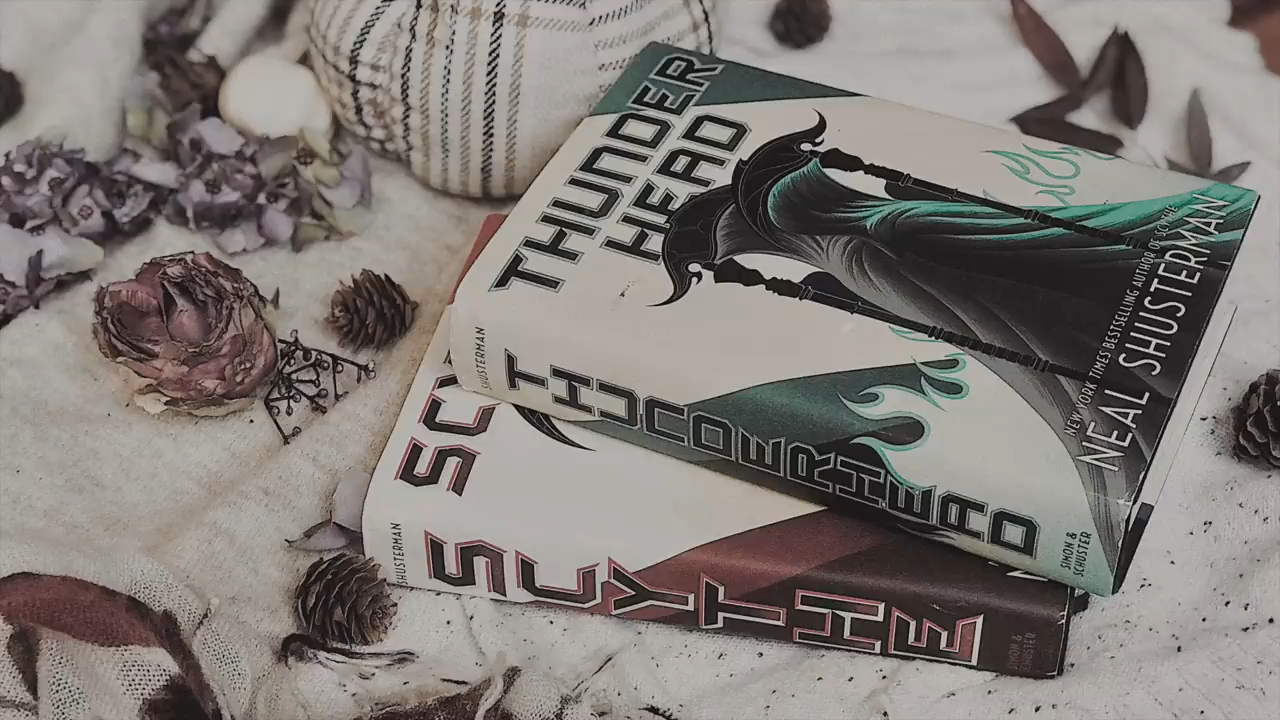 THUNDER
HEAD
NEW YORK TIMES BESTSELLING AUTHOR OF SCYTHE
NEAL SHUSTERMAN
SHUSTERMAN
THUNDERHEAD
SIMON &
SCHUSTER
SCY
SHUSTERMAN
SCYTHE
SIMON &
SCHUSTER
N